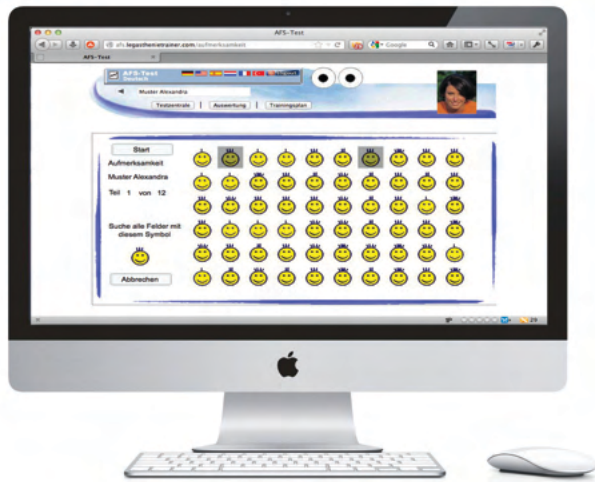 AFS-Test
afs.legasthenietrainer.com/aufmerksamkeit
Google
AFS-Test
AFS-Test
Deutsch
Muster Alexandra
Testzentrale | Auswertung | Trainingsplan
Start
Aufmerksamkeit
Muster Alexandra
Teil 1 von 12
Suche alle Felder mit
diesem Symbol
Abbrechen
29